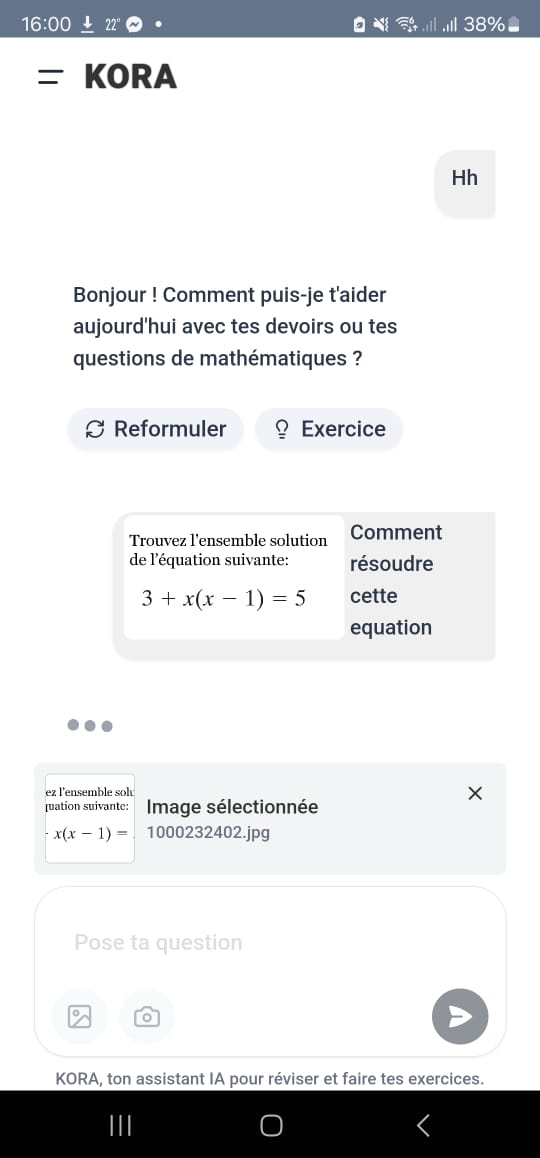 16:00 22°
38%
KORA
Hh
Bonjour ! Comment puis-je t'aider
aujourd'hui avec tes devoirs ou tes
questions de mathématiques ?
Reformuler
Exercice
Trouvez l'ensemble solution
de l'équation suivante:
3 + x(x − 1) = 5
Comment
résoudre
cette
equation
ez l'ensemble solu
quation suivante:
x(x − 1) =
Image sélectionnée
1000232402.jpg
Pose ta question
KORA, ton assistant IA pour réviser et faire tes exercices.